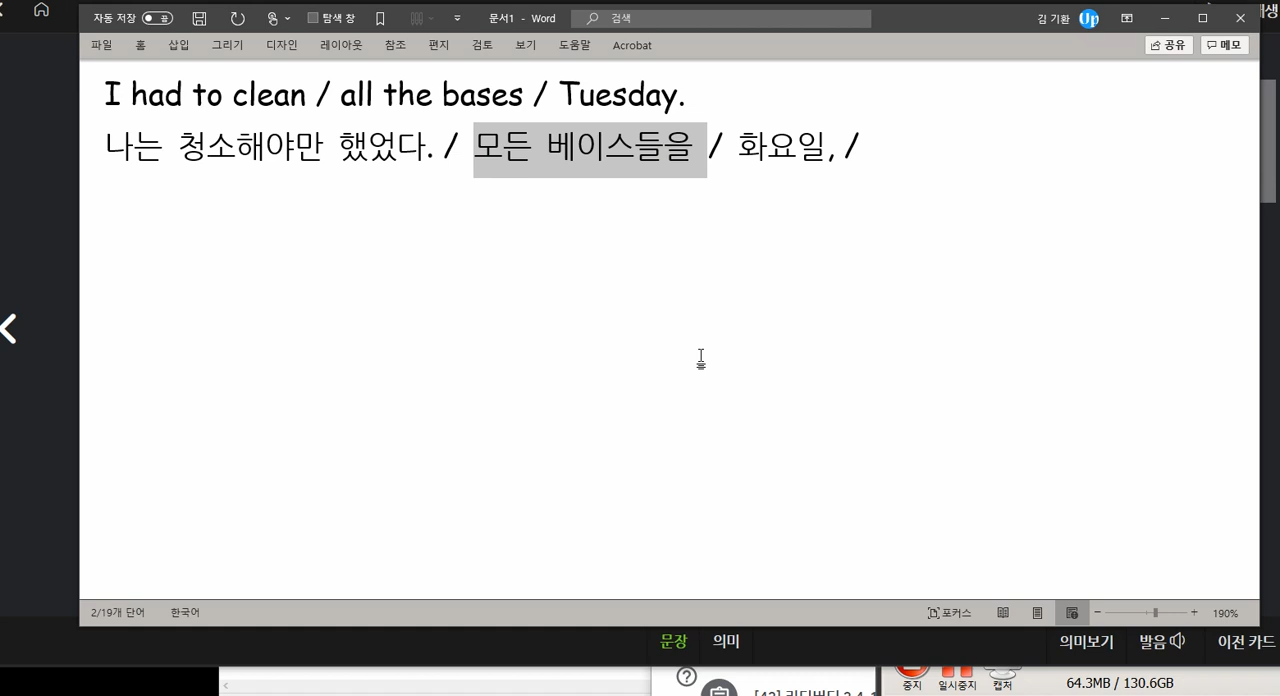 자동 저장 끔 탐색 창 문서1 - Word 검색 김 기환 Up
파일 홈 삽입 그리기 디자인 레이아웃 참조 편지 검토 보기 도움말 Acrobat 공유 메모
I had to clean / all the bases / Tuesday.
나는 청소해야만 했었다. / 모든 베이스들을 / 화요일, /
2/19개 단어 한국어 포커스 190%
문장 의미 의미보기 발음 이전 카드
중지 일시중지 캡처 64.3MB / 130.6GB